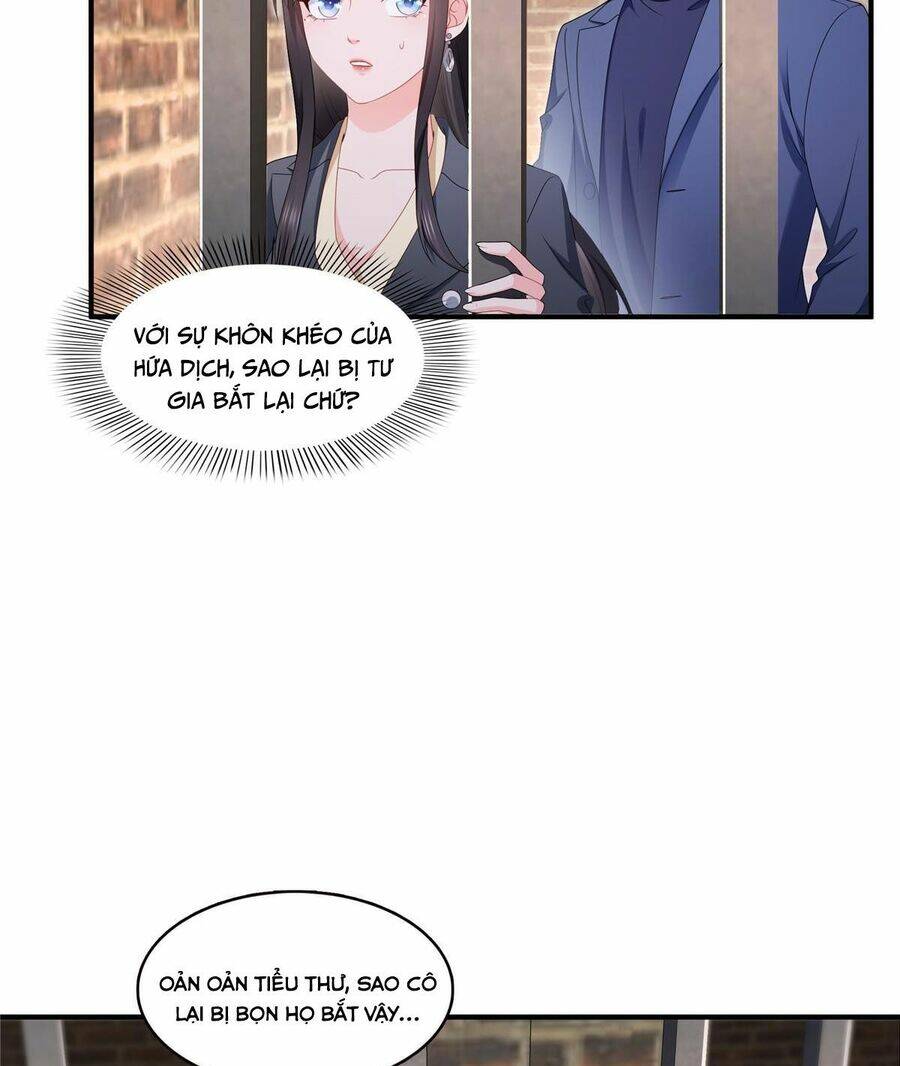 VỚI SỰ KHÔN KHÉO CỦA
HỨA DỊCH, SAO LẠI BỊ TƯ
GIA BẮT LẠI CHỨ?
OẢN OẢN TIỂU THƯ, SAO CÔ
LẠI BỊ BỌN HỌ BẮT VẬY...